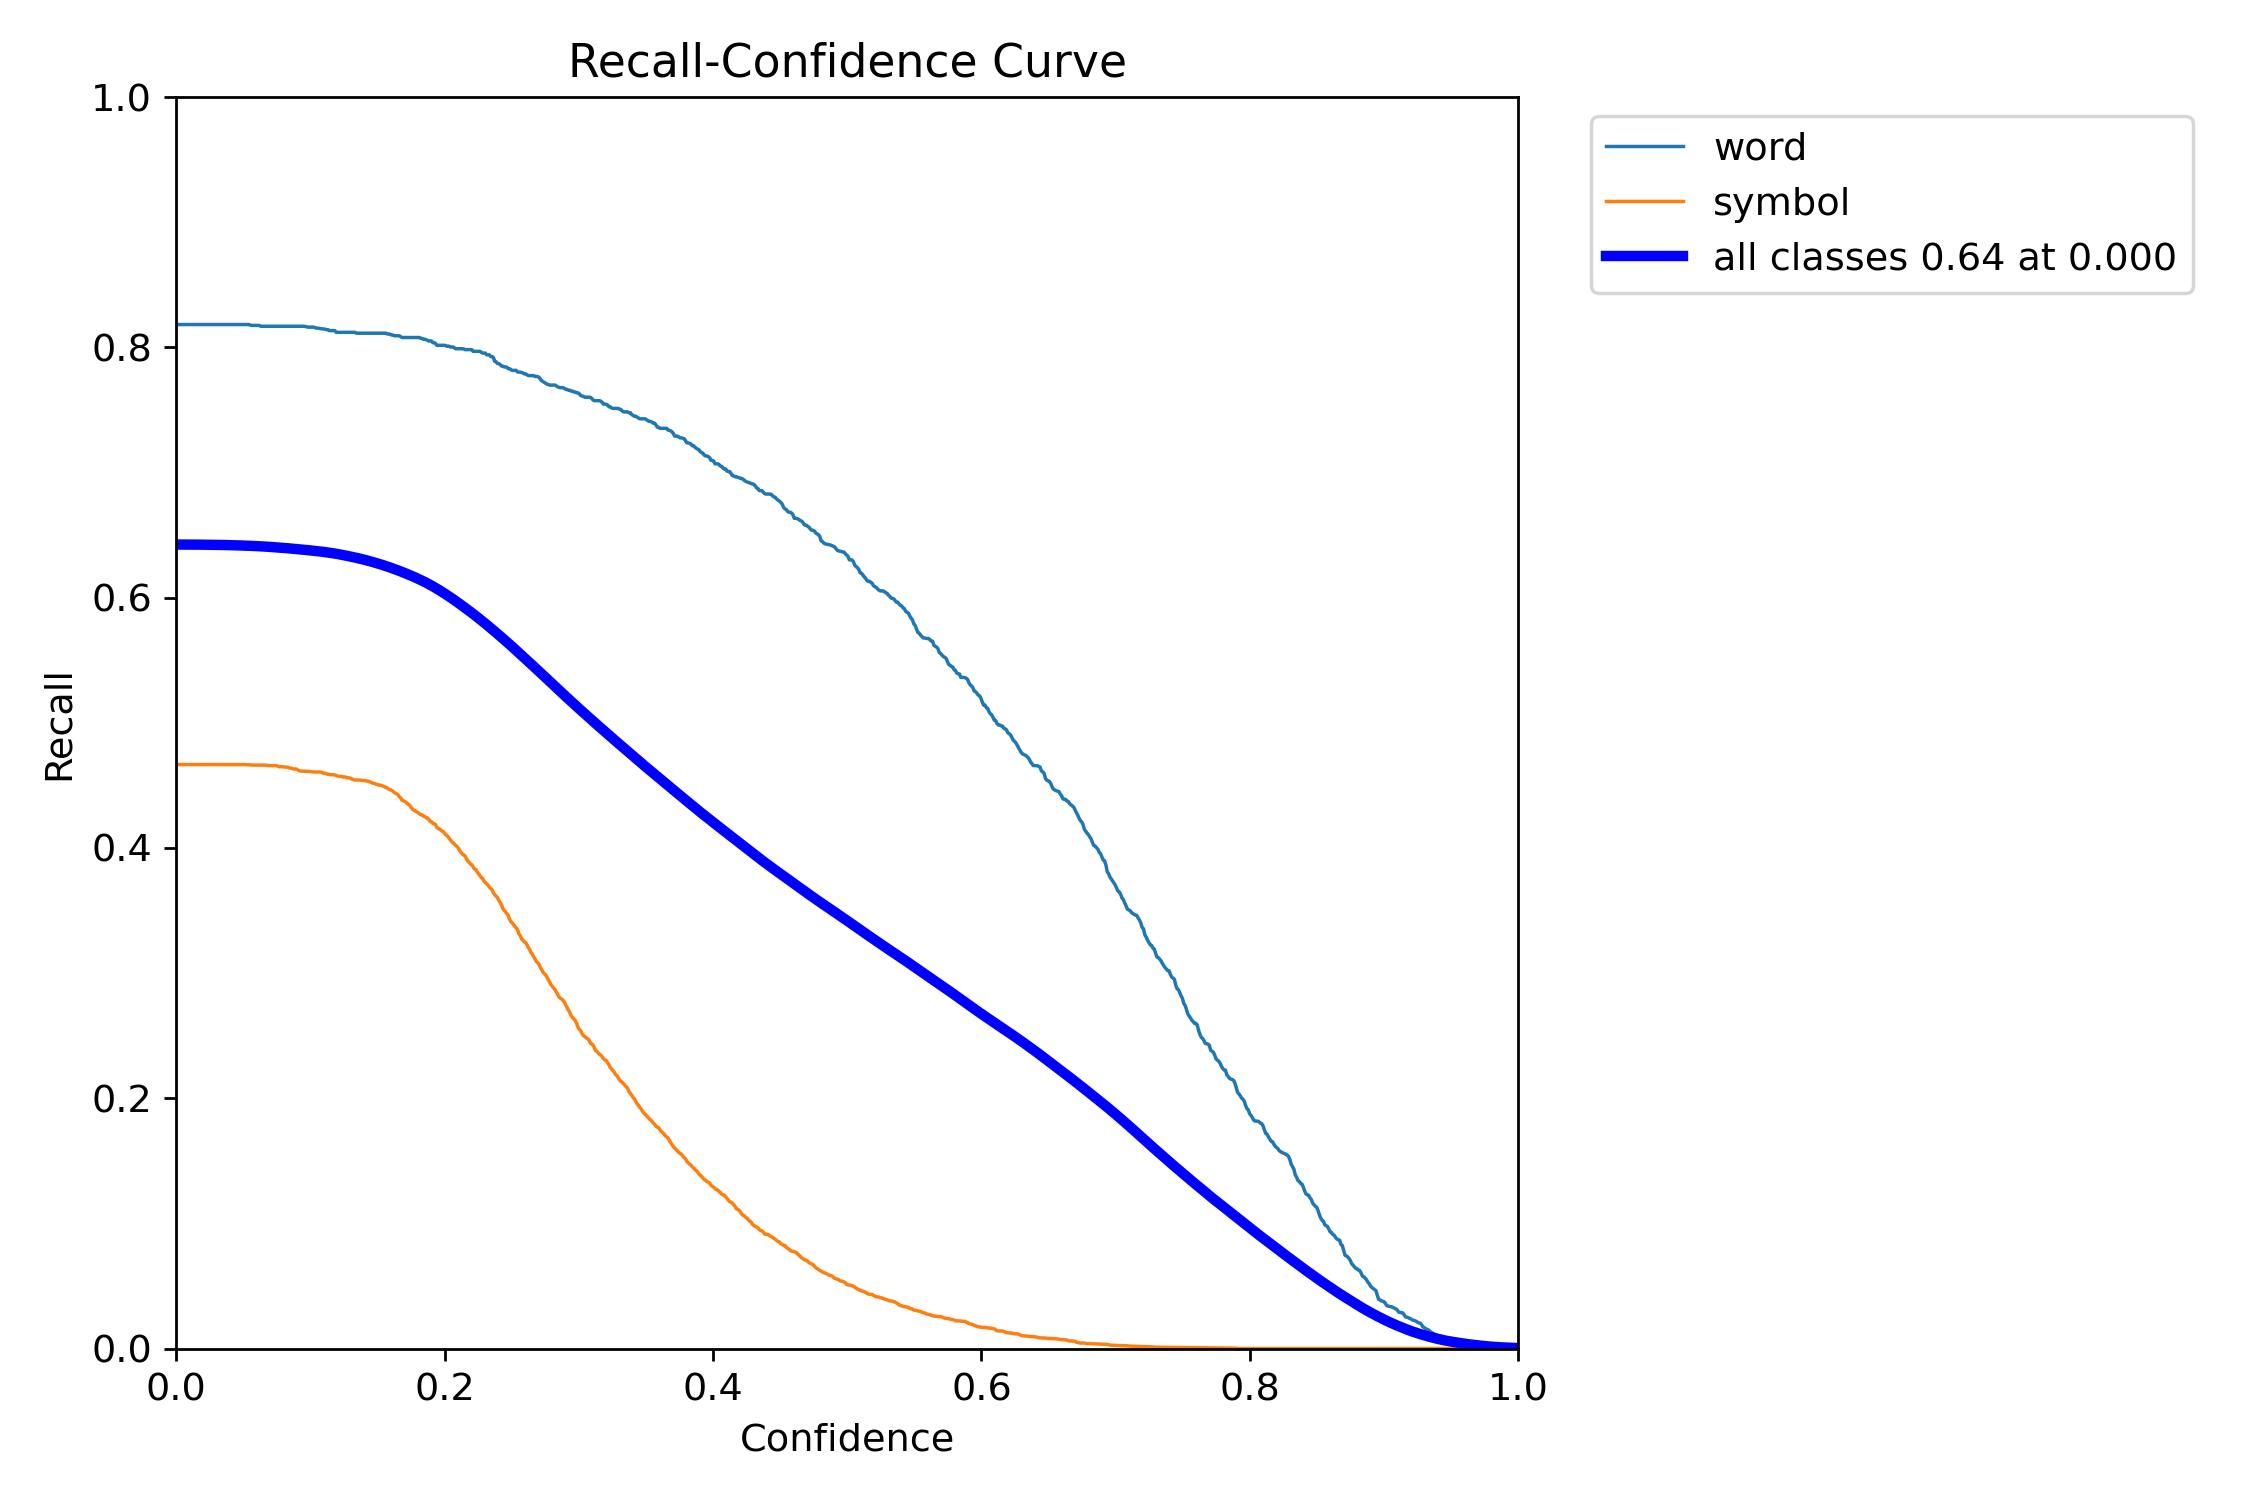 Recall-Confidence Curve
1.0
0.8
0.6
0.4
0.2
0.0
Recall
0.0 0.2 0.4 0.6 0.8 1.0
Confidence
word
symbol
all classes 0.64 at 0.000